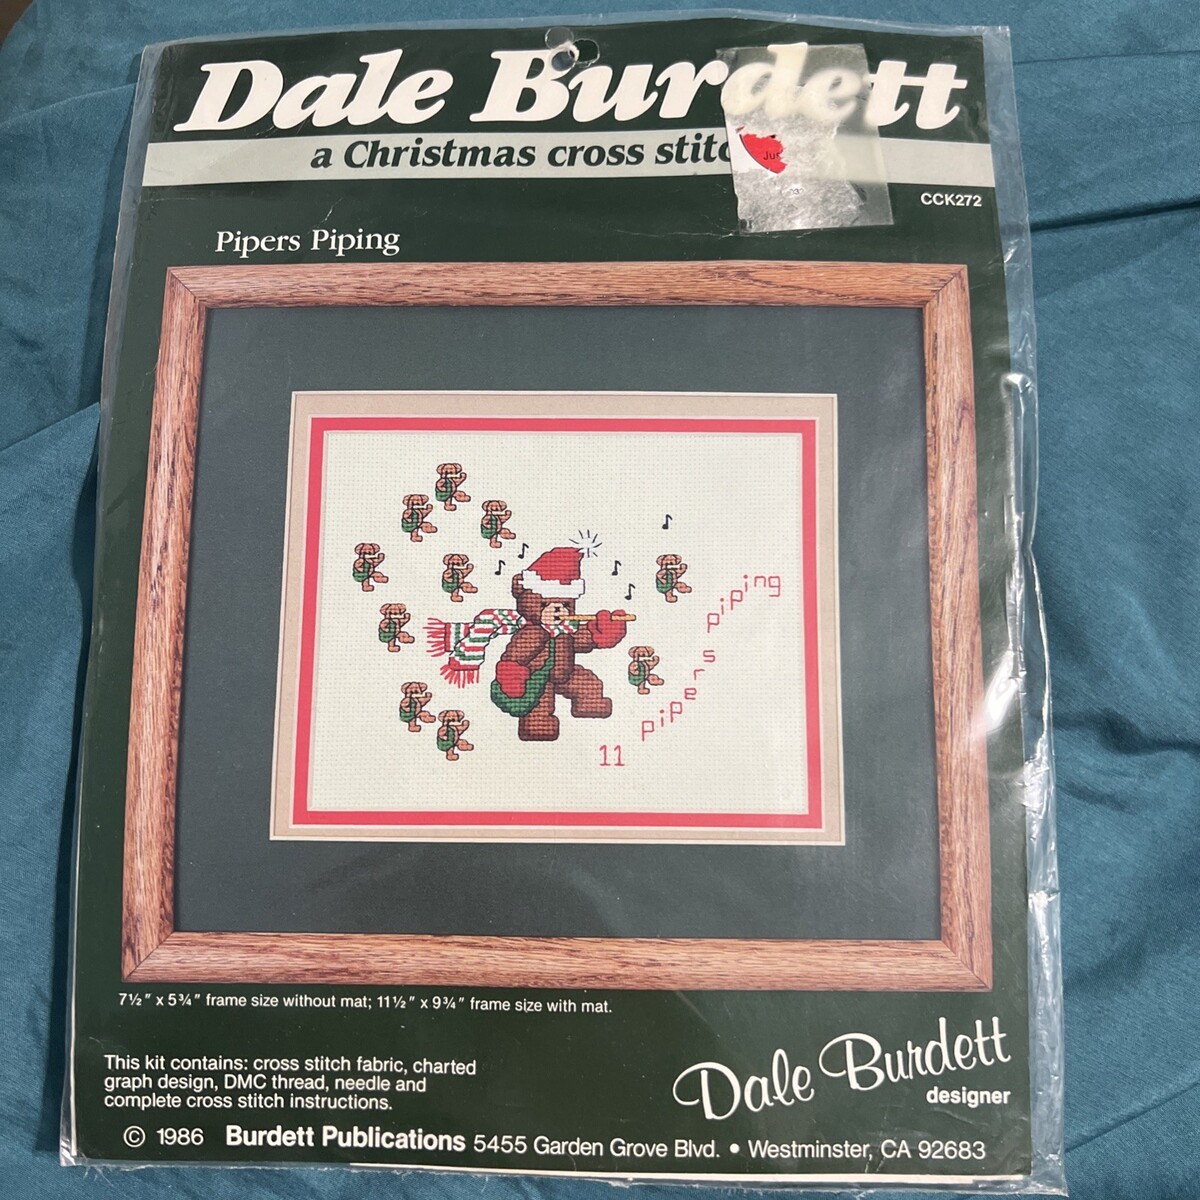 Dale Burdett
a Christmas cross stitc
CCK272
Pipers Piping
11 pipers piping
7½" x 5¾" frame size without mat; 11½" x 9¾" frame size with mat.
This kit contains: cross stitch fabric, charted
graph design, DMC thread, needle and
complete cross stitch instructions.
Dale Burdett
designer
© 1986 Burdett Publications 5455 Garden Grove Blvd. • Westminster, CA 92683